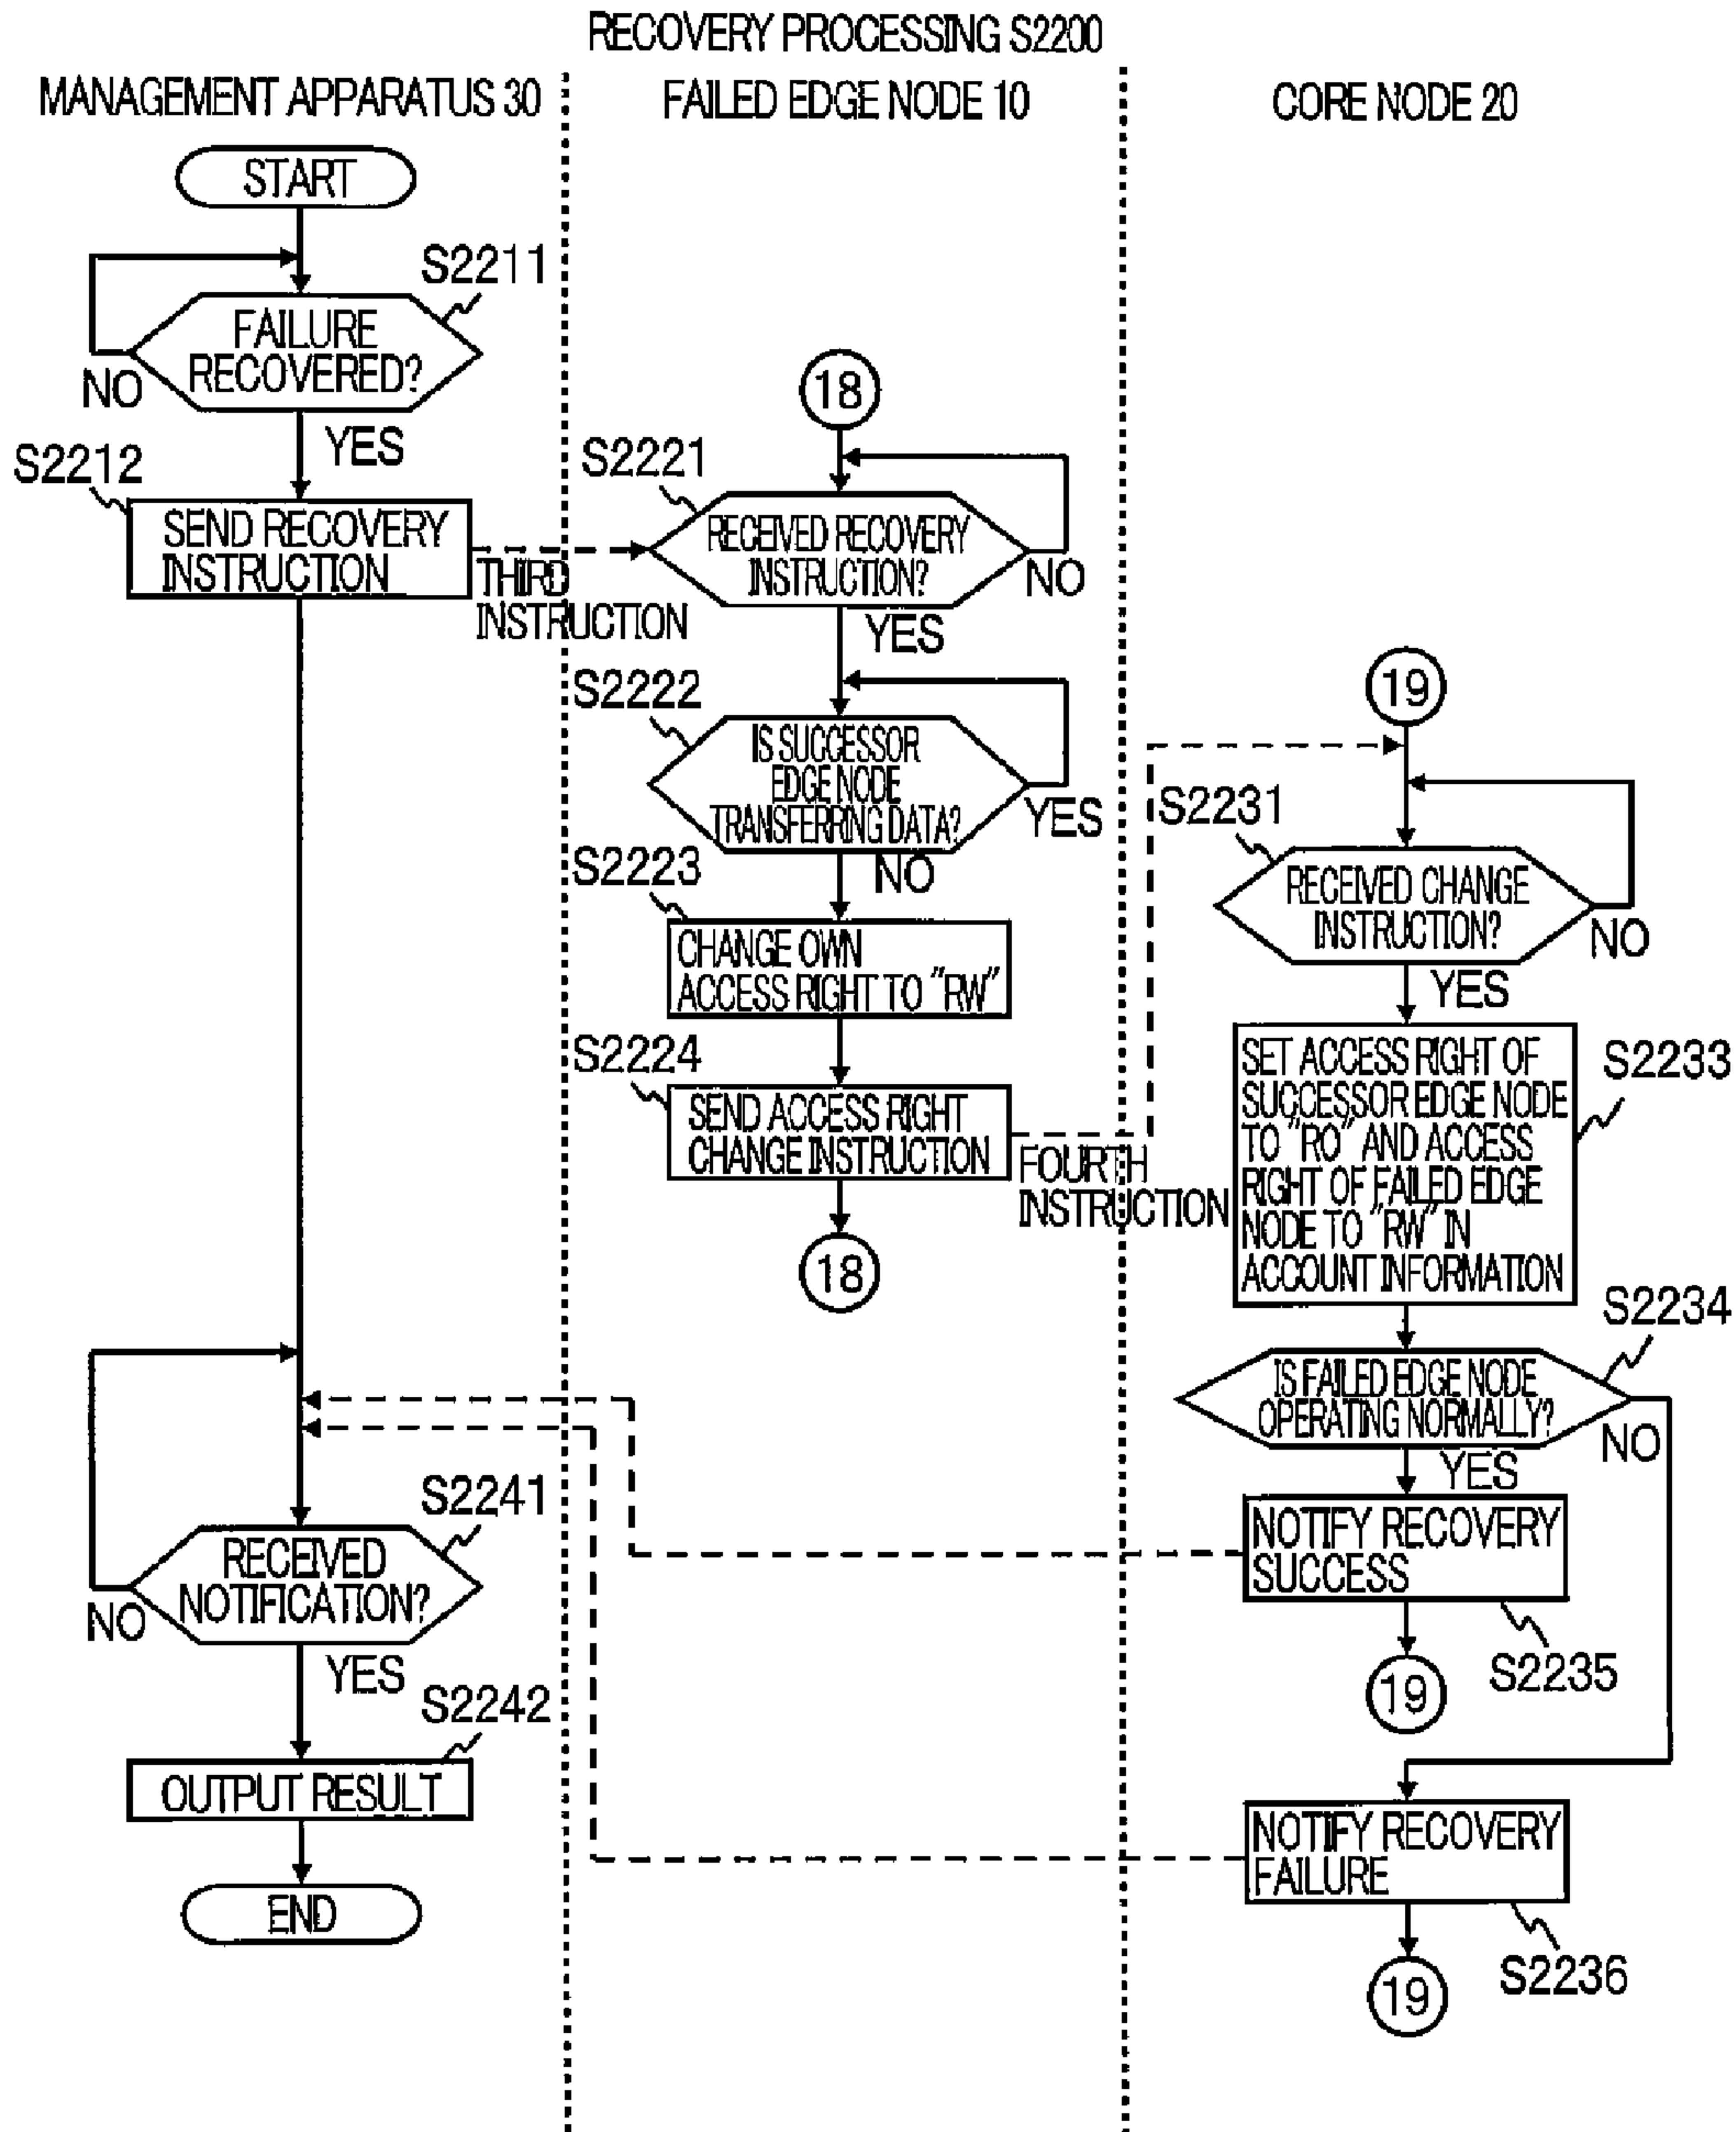 RECOVERY PROCESSING S2200
MANAGEMENT APPARATUS 30
FAILED EDGE NODE 10
CORE NODE 20
START
S2211
FAILURE
RECOVERED?
NO
YES
S2212
SEND RECOVERY
INSTRUCTION
THIRD
INSTRUCTION
18
S2221
RECEIVED RECOVERY
INSTRUCTION?
NO
YES
S2222
IS SUCCESSOR
EDGE NODE
TRANSFERRING DATA?
YES
NO
S2223
CHANGE OWN
ACCESS RIGHT TO "RW"
S2224
SEND ACCESS RIGHT
CHANGE INSTRUCTION
FOURTH
INSTRUCTION
18
19
S2231
RECEIVED CHANGE
INSTRUCTION?
NO
YES
SET ACCESS RIGHT OF
SUCCESSOR EDGE NODE
TO "RO" AND ACCESS
RIGHT OF FAILED EDGE
NODE TO "RW" IN
ACCOUNT INFORMATION
S2233
S2234
IS FAILED EDGE NODE
OPERATING NORMALLY?
NO
YES
NOTIFY RECOVERY
SUCCESS
S2235
19
NOTIFY RECOVERY
FAILURE
S2236
19
S2241
RECEIVED
NOTIFICATION?
NO
YES
S2242
OUTPUT RESULT
END